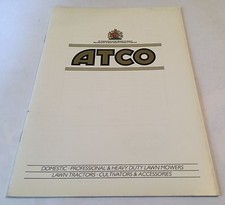 ATCO
DOMESTIC · PROFESSIONAL & HEAVY DUTY LAWN MOWERS
LAWN TRACTORS · CULTIVATORS & ACCESSORIES